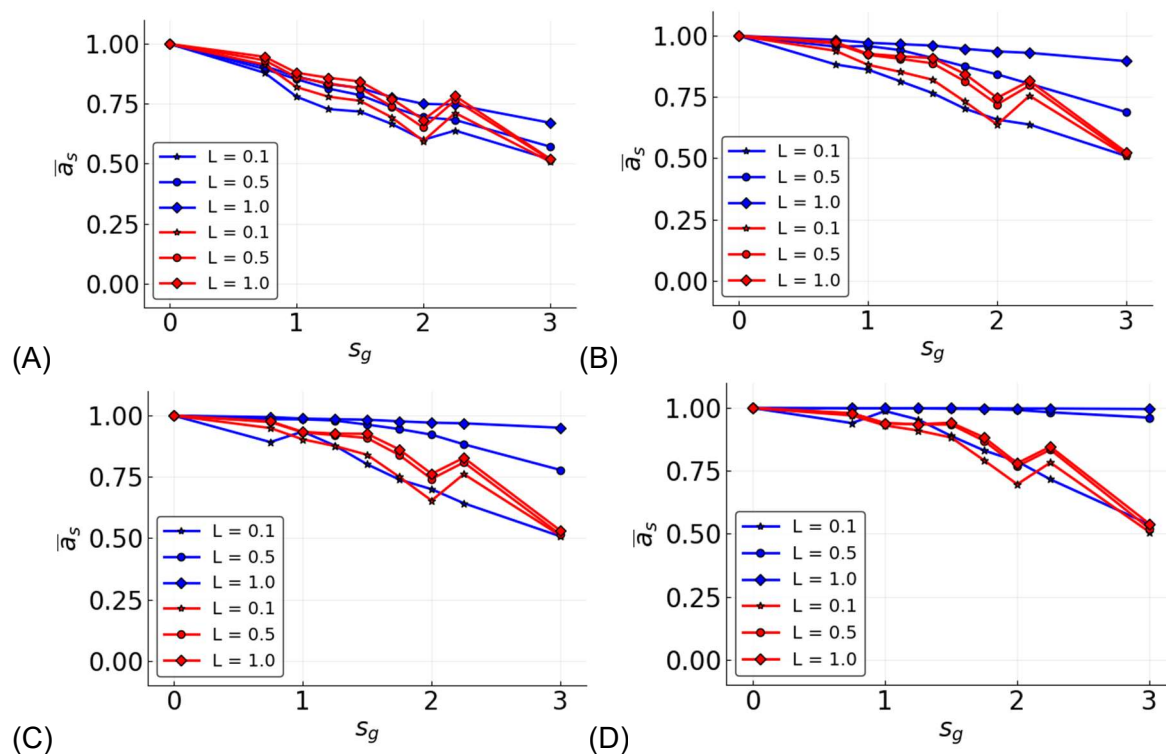 1.00
0.75
0.50
0.25
0.00
a̅ₛ
L = 0.1
L = 0.5
L = 1.0
L = 0.1
L = 0.5
L = 1.0
0 1 2 3
s_g
(A)
1.00
0.75
0.50
0.25
0.00
a̅ₛ
L = 0.1
L = 0.5
L = 1.0
L = 0.1
L = 0.5
L = 1.0
0 1 2 3
s_g
(B)
1.00
0.75
0.50
0.25
0.00
a̅ₛ
L = 0.1
L = 0.5
L = 1.0
L = 0.1
L = 0.5
L = 1.0
0 1 2 3
s_g
(C)
1.00
0.75
0.50
0.25
0.00
a̅ₛ
L = 0.1
L = 0.5
L = 1.0
L = 0.1
L = 0.5
L = 1.0
0 1 2 3
s_g
(D)